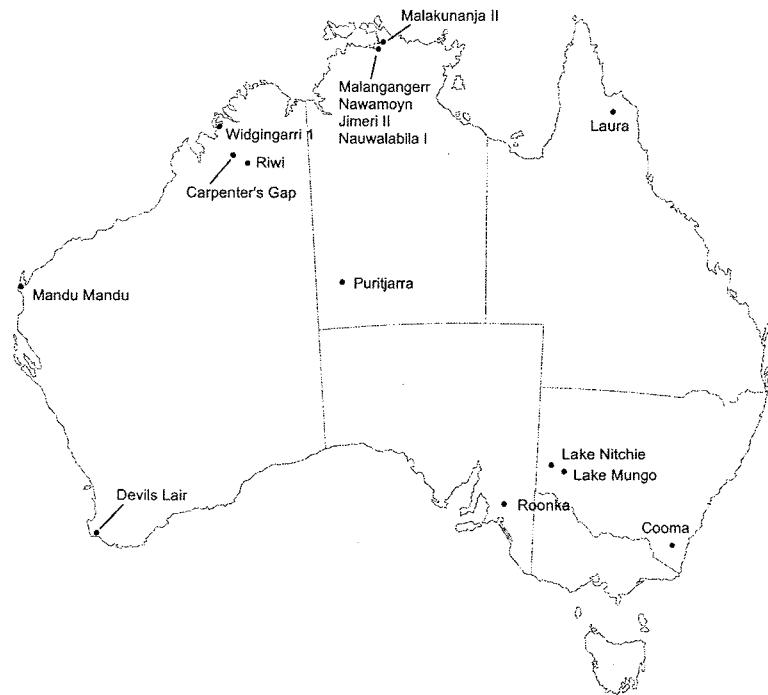 Malakunanja II
Malangangerr
Nawamoyn
Jimeri II
Nauwalabila I
Laura
Widgingarri 1
Riwi
Carpenter's Gap
Puritjarra
Mandu Mandu
Lake Nitchie
Lake Mungo
Devils Lair
Roonka
Cooma